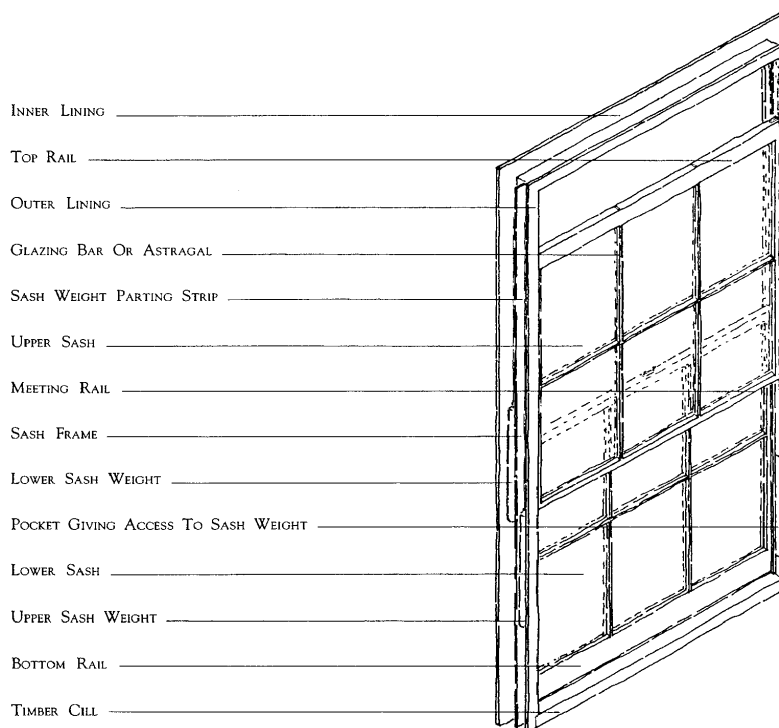 Inner Lining
Top Rail
Outer Lining
Glazing Bar Or Astragal
Sash Weight Parting Strip
Upper Sash
Meeting Rail
Sash Frame
Lower Sash Weight
Pocket Giving Access To Sash Weight
Lower Sash
Upper Sash Weight
Bottom Rail
Timber Cill